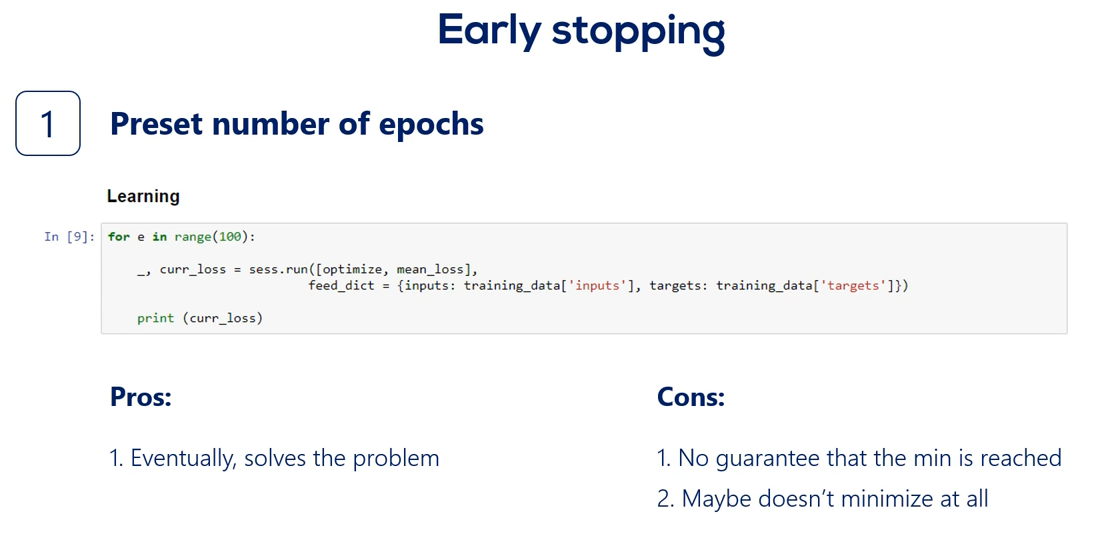 Early stopping
1
Preset number of epochs
Learning
In [9]:
for e in range(100):
_, curr_loss = sess.run([optimize, mean_loss],
feed_dict = {inputs: training_data['inputs'], targets: training_data['targets']})
print (curr_loss)
Pros:
1. Eventually, solves the problem
Cons:
1. No guarantee that the min is reached
2. Maybe doesn’t minimize at all